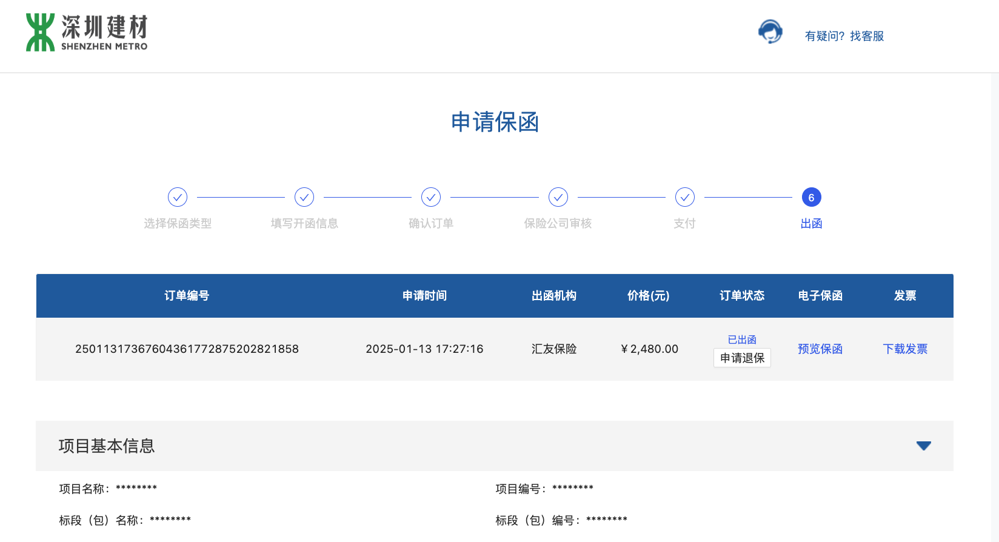 深圳建材
SHENZHEN METRO
有疑问? 找客服
申请保函
6
选择保函类型 填写开函信息 确认订单 保险公司审核 支付 出函
订单编号 申请时间 出函机构 价格(元) 订单状态 电子保函 发票
已出函
25011317367604361772875202821858 2025-01-13 17:27:16 汇友保险 ￥2,480.00 申请退保 预览保函 下载发票
项目基本信息
项目名称：******** 项目编号：********
标段（包）名称：******** 标段（包）编号：********